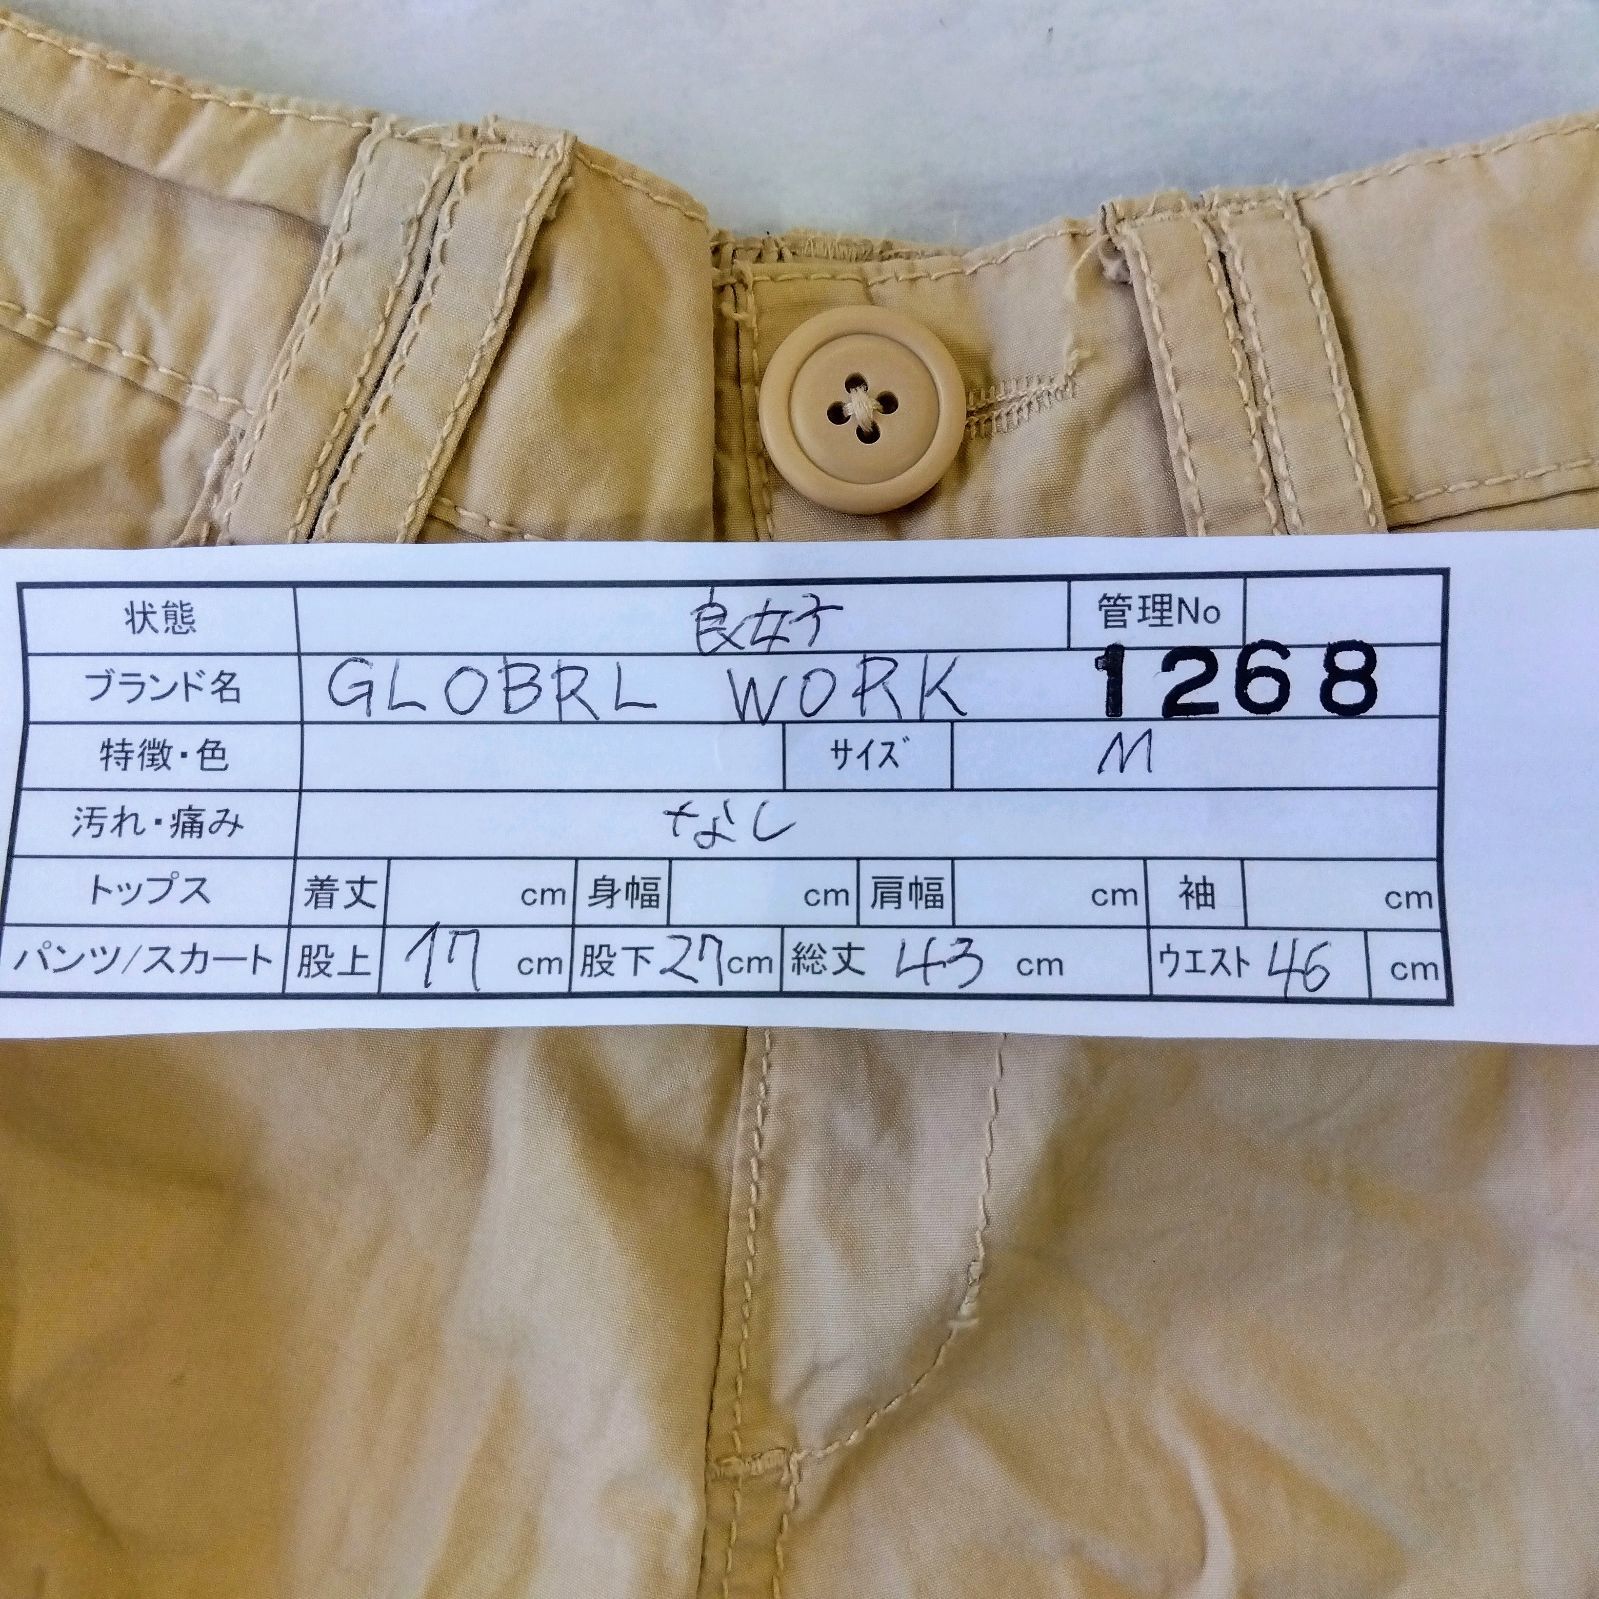 状態 良好 管理No
ブランド名 GLOBRL WORK 1268
特徴・色 サイズ M
汚れ・痛み なし
トップス 着丈 cm 身幅 cm 肩幅 cm 袖 cm
パンツ/スカート 股上 17 cm 股下 27 cm 総丈 43 cm ウエスト 46 cm